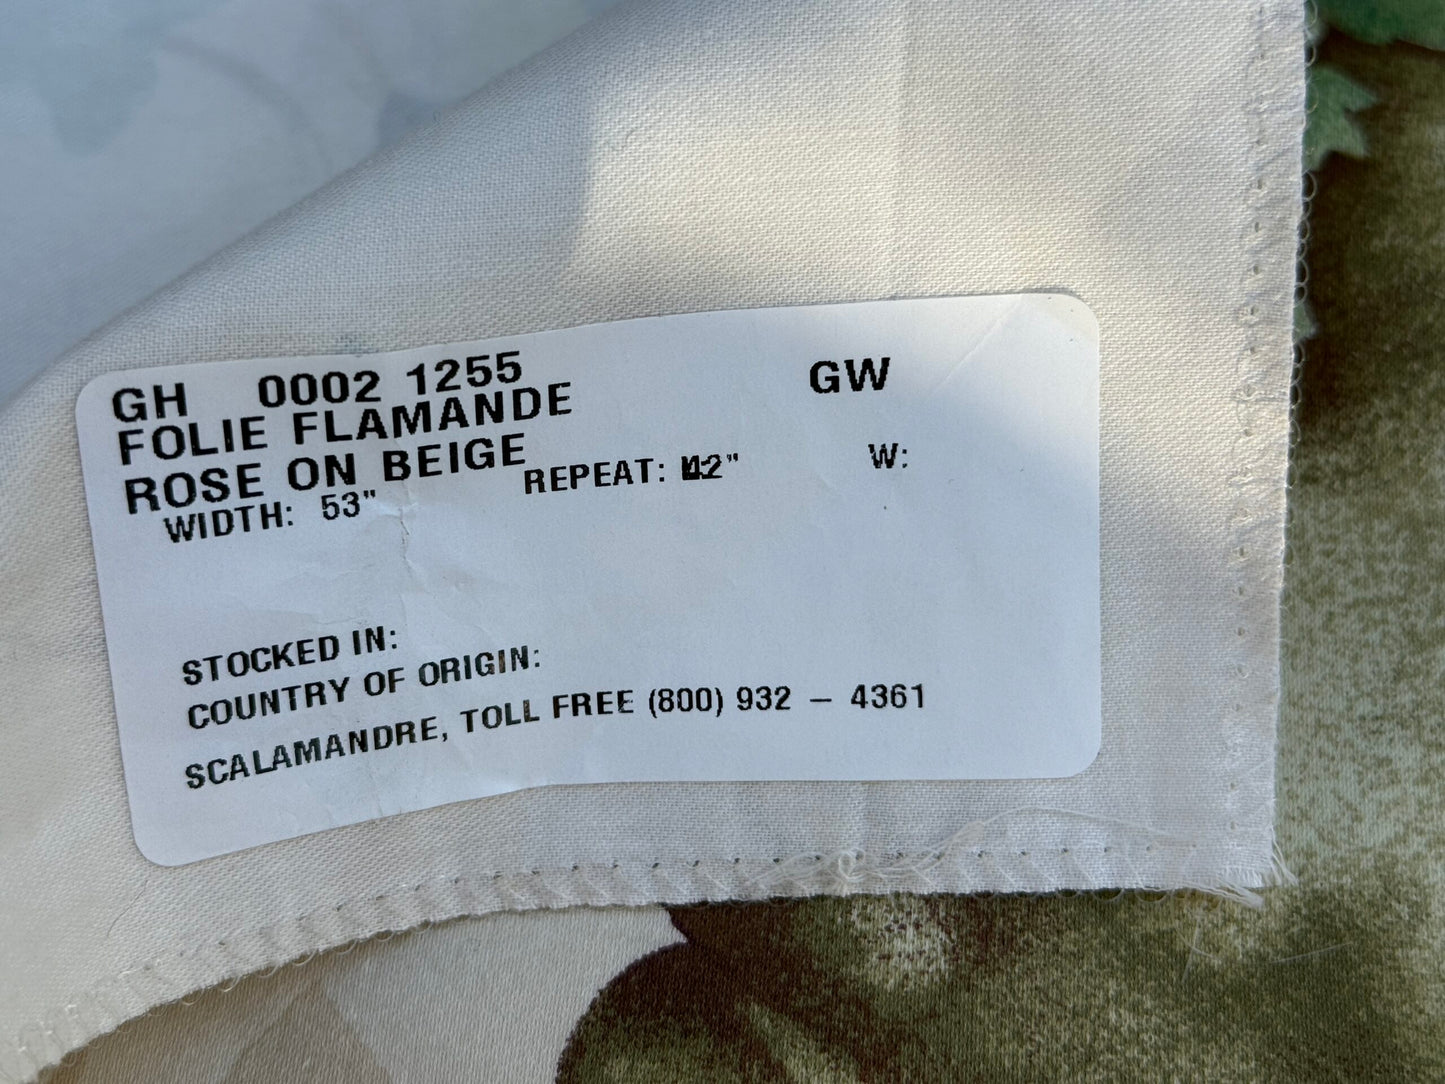 GH 0002 1255 GW
FOLIE FLAMANDE
ROSE ON BEIGE
WIDTH: 53" REPEAT: W:
STOCKED IN:
COUNTRY OF ORIGIN:
SCALAMANDRE, TOLL FREE (800) 932 – 4361